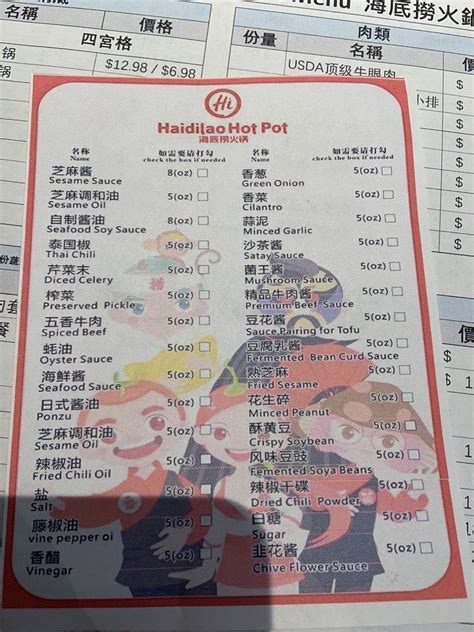 價格
四宮格
鍋
$12.98 / $6.98
锅
Menu 海底撈火鍋
份量
肉類
名稱
USDA顶级牛眼肉
小排
Hi
Haidilao Hot Pot
海底捞火锅
名称
Name
如需要请打勾
check the box if needed
芝麻酱 8(oz)
Sesame Sauce
芝麻调和油 5(oz)
Sesame Oil
自制酱油 8(oz)
Seafood Soy Sauce
泰国椒 5(oz)
Thai Chili
芹菜末 5(oz)
Diced Celery
榨菜 5(oz)
Preserved Pickle
五香牛肉 5(oz)
Spiced Beef
蚝油 5(oz)
Oyster Sauce
海鲜酱 5(oz)
Seafood Sauce
日式酱油 5(oz)
Ponzu
芝麻调和油 5(oz)
Sesame Oil
辣椒油 5(oz)
Fried Chili Oil
盐 5(oz)
Salt
藤椒油 5(oz)
vine pepper oi
香醋 5(oz)
Vinegar
名称
Name
如需要请打勾
check the box if needed
香葱 5(oz)
Green Onion
香菜 5(oz)
Cilantro
蒜泥 5(oz)
Minced Garlic
沙茶酱 5(oz)
Satay Sauce
菌王酱 5(oz)
Mushroom Sauce
精品牛肉酱 5(oz)
Premium Beef Sauce
豆花酱 5(oz)
Sauce Pairing for Tofu
豆腐乳酱 5(oz)
Fermented Bean Curd Sauce
熟芝麻 5(oz)
Fried Sesame
花生碎 5(oz)
Minced Peanut
酥黄豆 5(oz)
Crispy Soybean
风味豆豉 5(oz)
Femented Soya Beans
辣椒干碟 5(oz)
Dried Chili Powder
白糖 5(oz)
Sugar
韭花酱 5(oz)
Chive Flower Sauce